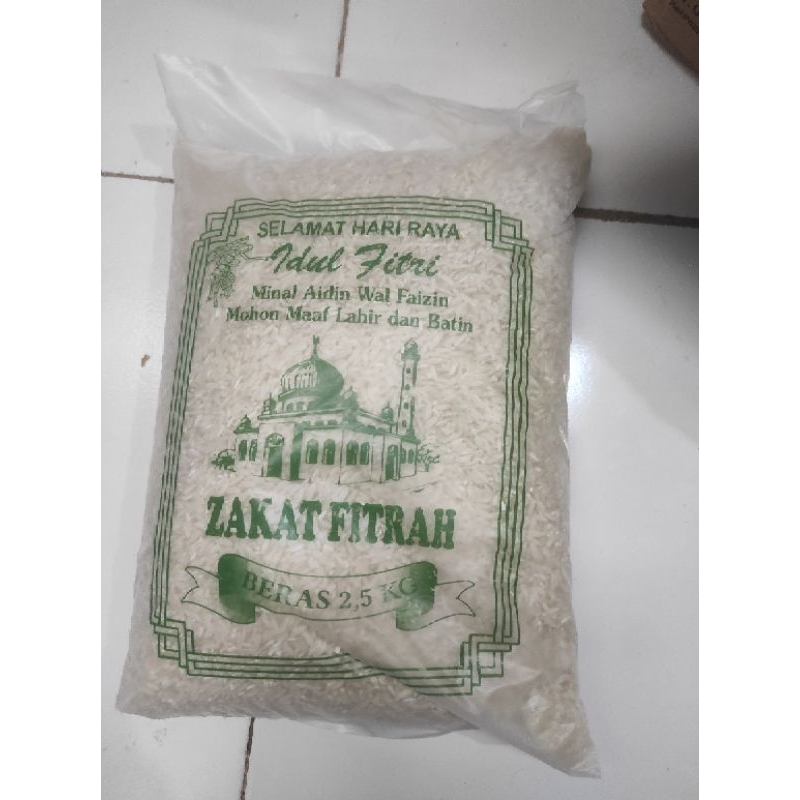 SELAMAT HARI RAYA
Idul Fitri
Minal Aidin Wal Faizin
Mohon Maaf Lahir dan Batin
ZAKAT FITRAH
BERAS 2,5 KG